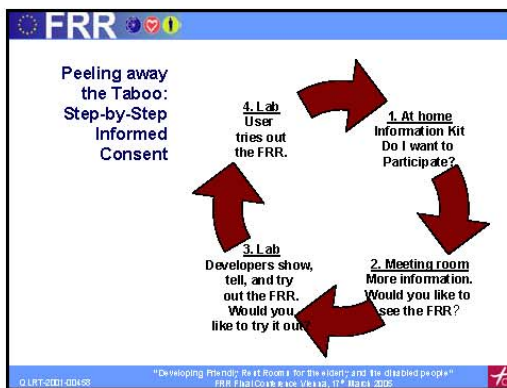 FRR
Peeling away
the Taboo:
Step-by-Step
Informed
Consent
4. Lab
User
tries out
the FRR.
1. At home
Information Kit
Do I want to
Participate?
2. Meeting room
More information.
Would you like to
see the FRR?
3. Lab
Developers show,
tell, and try
out the FRR.
Would you
like to try it out?
QLRT-2001-00458
"Developing Friendly Rest Rooms for the elderly and the disabled people"
FRR Final Conference Vienna, 17th March 2005